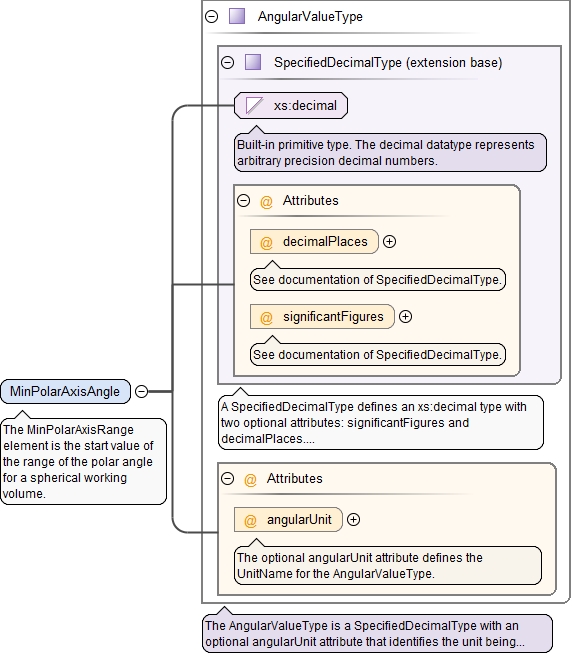 AngularValueType
SpecifiedDecimalType (extension base)
xs:decimal
Built-in primitive type. The decimal datatype represents
arbitrary precision decimal numbers.
@ Attributes
@ decimalPlaces
See documentation of SpecifiedDecimalType.
@ significantFigures
See documentation of SpecifiedDecimalType.
MinPolarAxisAngle
The MinPolarAxisRange
element is the start value of
the range of the polar angle
for a spherical working
volume.
A SpecifiedDecimalType defines an xs:decimal type with
two optional attributes: significantFigures and
decimalPlaces....
@ Attributes
@ angularUnit
The optional angularUnit attribute defines the
UnitName for the AngularValueType.
The AngularValueType is a SpecifiedDecimalType with an
optional angularUnit attribute that identifies the unit being...